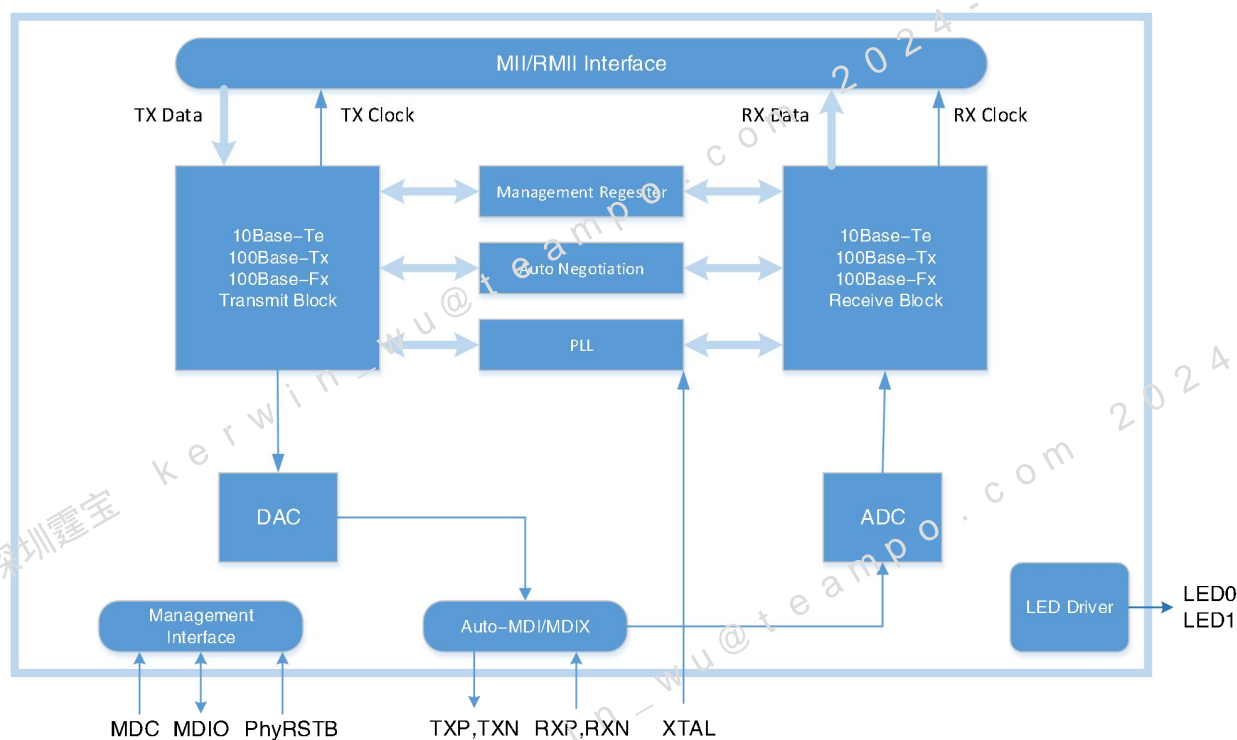 MII/RMII Interface
TX Data
TX Clock
RX Data
RX Clock
10Base-Te
100Base-Tx
100Base-Fx
Transmit Block
Management Regesiter
Auto Negotiation
PLL
10Base-Te
100Base-Tx
100Base-Fx
Receive Block
DAC
ADC
Management
Interface
Auto-MDI/MDIX
LED Driver
LED0
LED1
MDC
MDIO
PhyRSTB
TXP,TXN
RXP,RXN
XTAL
深圳霆宝 kerwin_wu@teampo.com 2024-
in_wu@teampo.com 2024